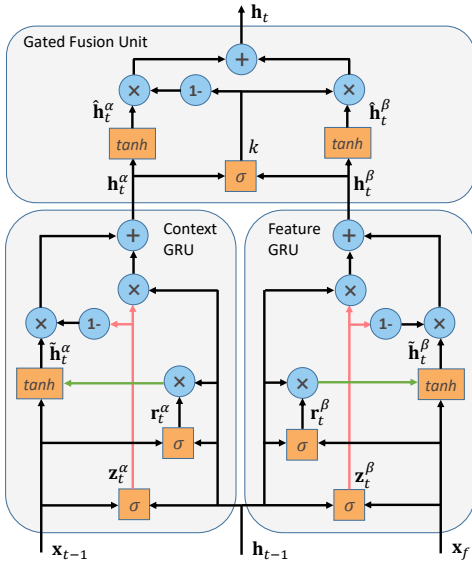 h_t
Gated Fusion Unit
+
× 1- ×
ĥ_t^α k ĥ_t^β
tanh σ tanh
h_t^α h_t^β
+ Context GRU Feature GRU +
× ×
× 1- 1- ×
h̃_t^α h̃_t^β
tanh × × tanh
r_t^α r_t^β
σ σ
z_t^α z_t^β
σ σ
x_{t−1} h_{t−1} x_f